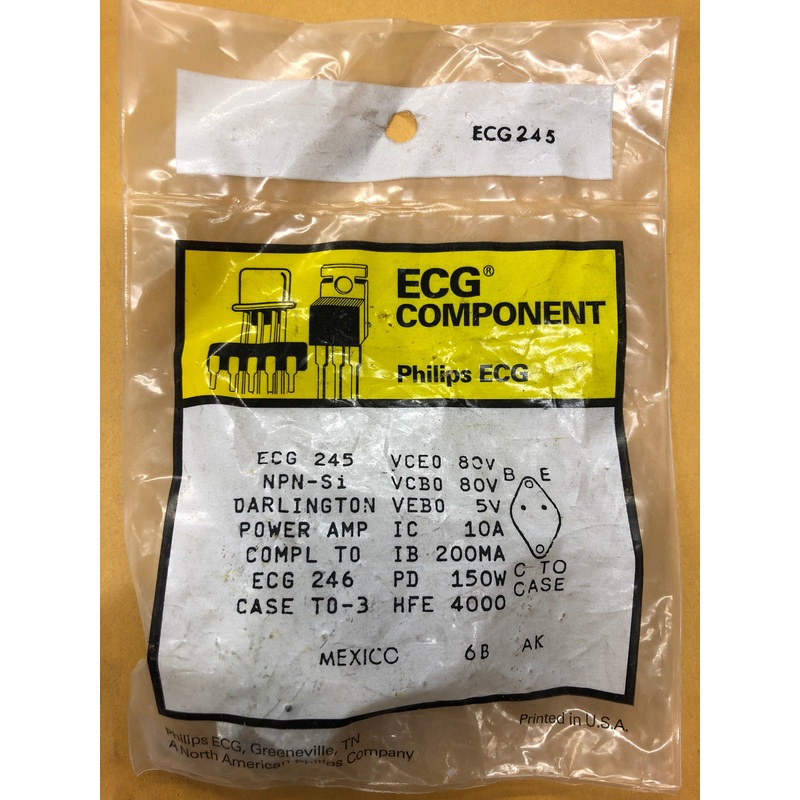 ECG245
ECG®
COMPONENT
Philips ECG
ECG 245 VCEO 80V
NPN-Si VCBO 80V B E
DARLINGTON VEBO 5V
POWER AMP IC 10A
COMPL TO IB 200MA
ECG 246 PD 150W C TO
CASE TO-3 HFE 4000 CASE
MEXICO 6B AK
Printed in U.S.A.
Philips ECG, Greeneville, TN
A North American Philips Company